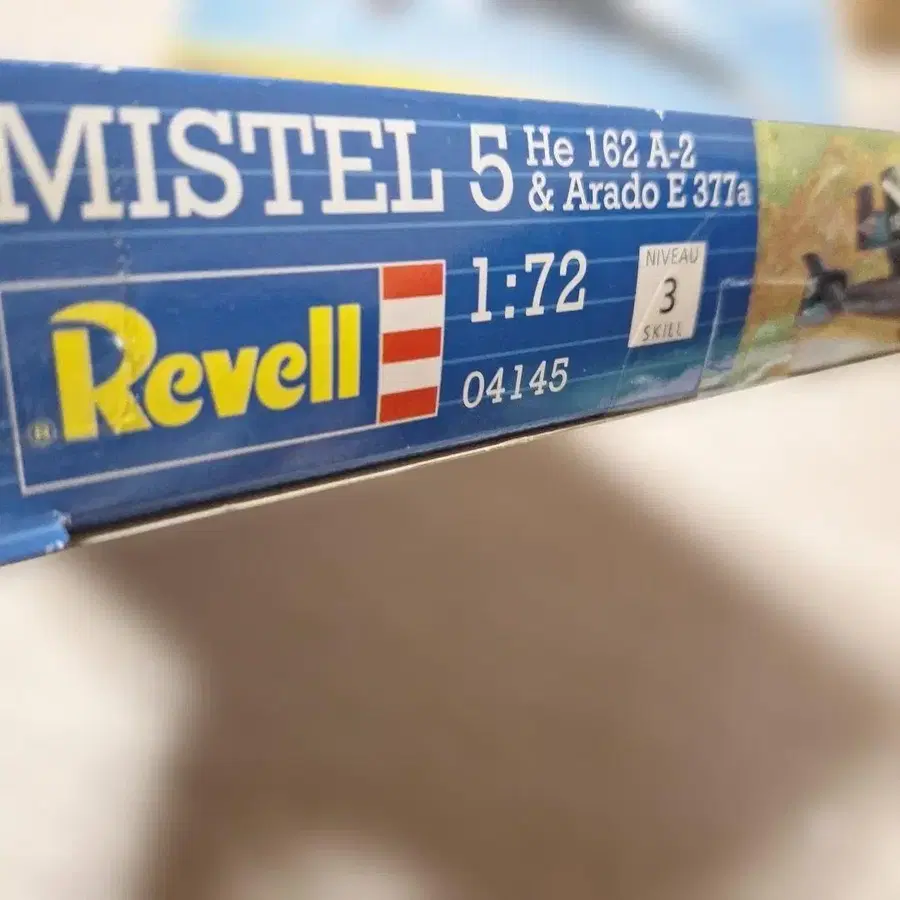 MISTEL 5 He 162 A-2
& Arado E 377a
® Revell
1:72
04145
NIVEAU
3
SKILL